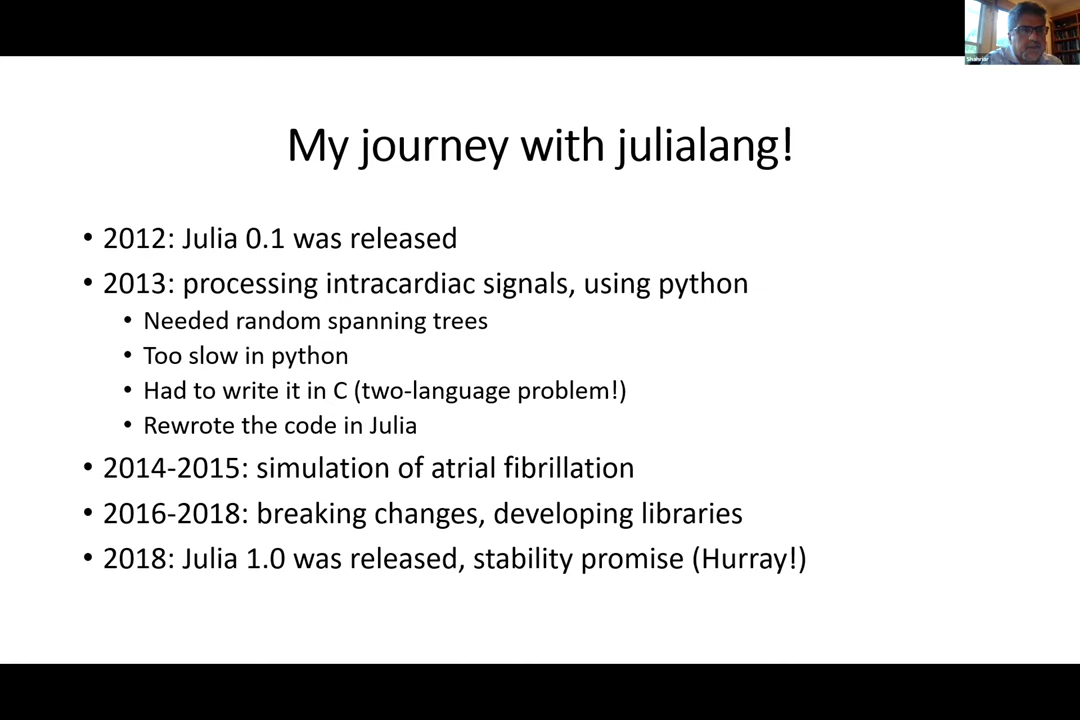 Shahriar
My journey with julialang!
• 2012: Julia 0.1 was released
• 2013: processing intracardiac signals, using python
• Needed random spanning trees
• Too slow in python
• Had to write it in C (two-language problem!)
• Rewrote the code in Julia
• 2014-2015: simulation of atrial fibrillation
• 2016-2018: breaking changes, developing libraries
• 2018: Julia 1.0 was released, stability promise (Hurray!)